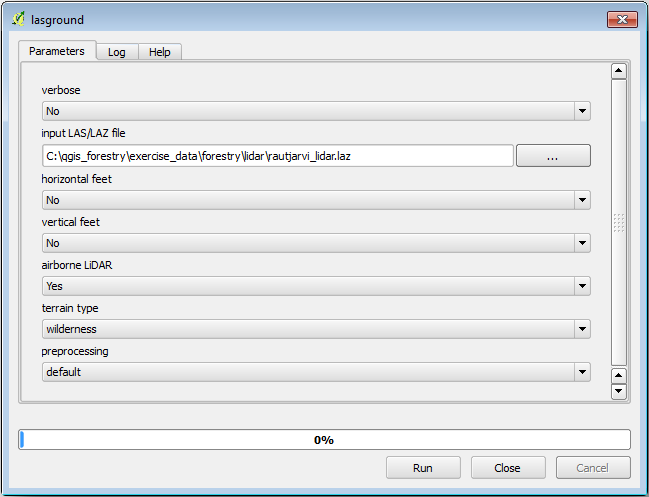 lasground
Parameters Log Help
verbose
No
input LAS/LAZ file
C:\qgis_forestry\exercise_data\forestry\lidar\rautjarvi_lidar.laz ...
horizontal feet
No
vertical feet
No
airborne LiDAR
Yes
terrain type
wilderness
preprocessing
default
0%
Run Close Cancel